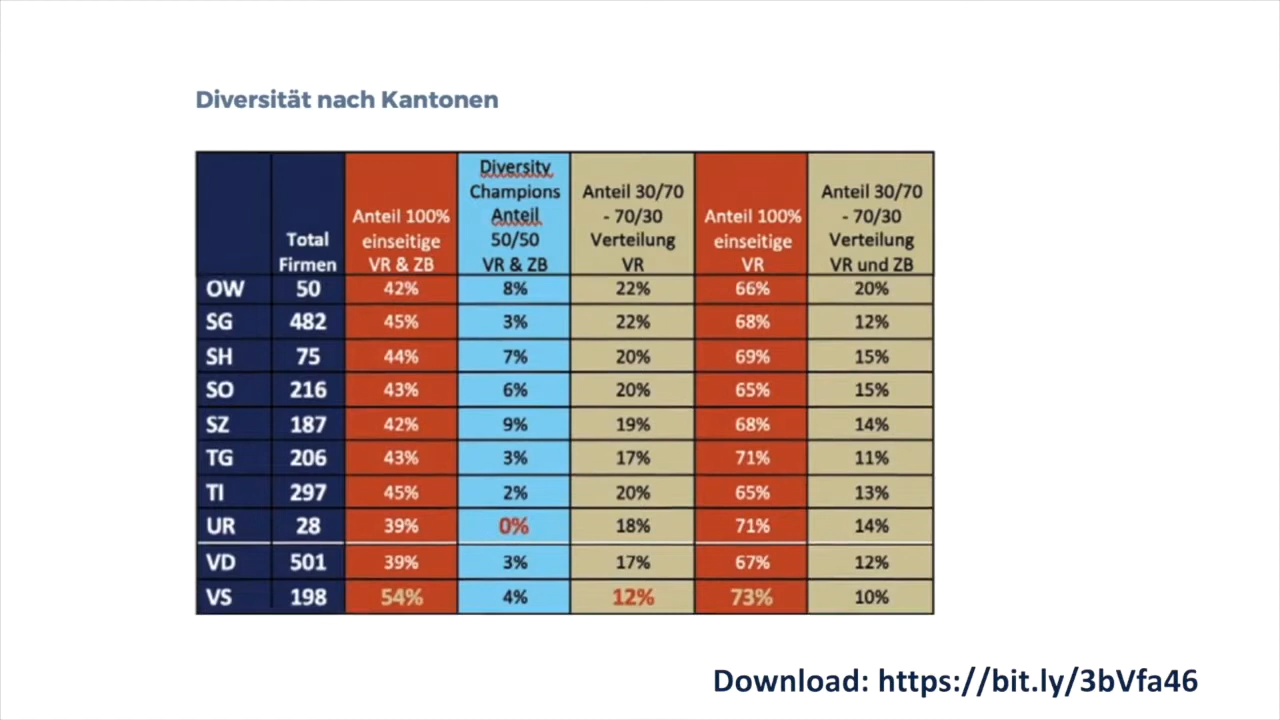 Diversität nach Kantonen
Total Firmen | Anteil 100% einseitige VR & ZB | Diversity Champions Anteil 50/50 VR & ZB | Anteil 30/70 - 70/30 Verteilung VR | Anteil 100% einseitige VR | Anteil 30/70 - 70/30 Verteilung VR und ZB
OW 50 42% 8% 22% 66% 20%
SG 482 45% 3% 22% 68% 12%
SH 75 44% 7% 20% 69% 15%
SO 216 43% 6% 20% 65% 15%
SZ 187 42% 9% 19% 68% 14%
TG 206 43% 3% 17% 71% 11%
TI 297 45% 2% 20% 65% 13%
UR 28 39% 0% 18% 71% 14%
VD 501 39% 3% 17% 67% 12%
VS 198 54% 4% 12% 73% 10%
Download: https://bit.ly/3bVfa46